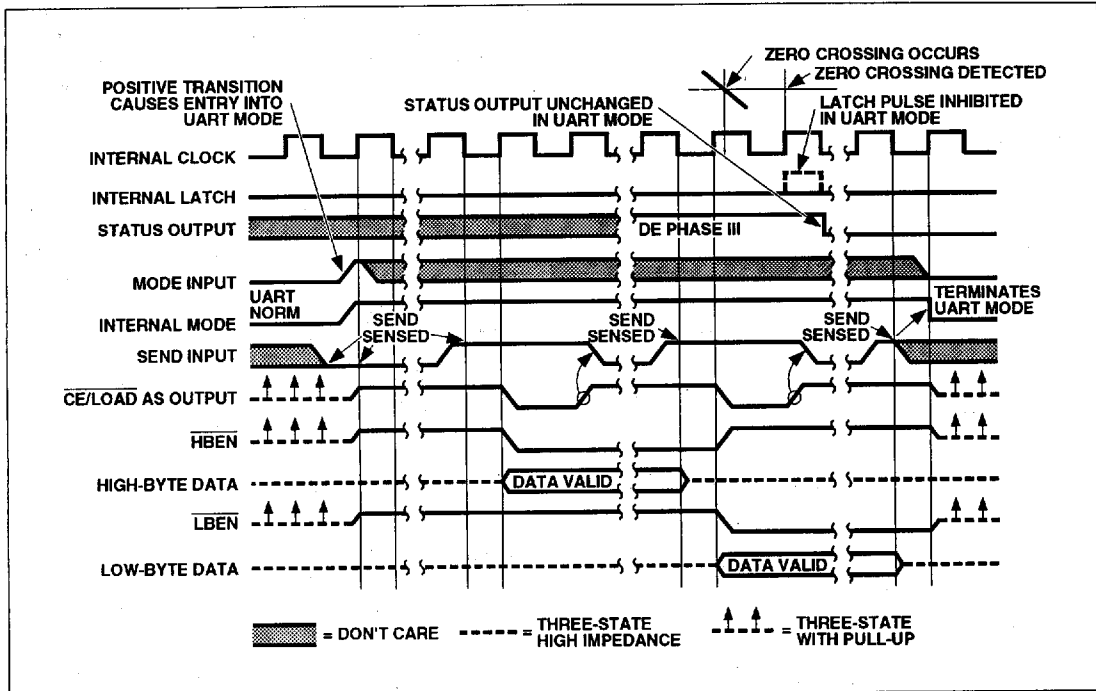 ZERO CROSSING OCCURS
ZERO CROSSING DETECTED
POSITIVE TRANSITION
CAUSES ENTRY INTO
UART MODE
STATUS OUTPUT UNCHANGED
IN UART MODE
LATCH PULSE INHIBITED
IN UART MODE
INTERNAL CLOCK
INTERNAL LATCH
STATUS OUTPUT
DE PHASE III
MODE INPUT
UART
NORM
INTERNAL MODE
TERMINATES
UART MODE
SEND
SENSED
SEND
SENSED
SEND
SENSED
SEND INPUT
CE/LOAD AS OUTPUT
HBEN
HIGH-BYTE DATA
DATA VALID
LBEN
LOW-BYTE DATA
DATA VALID
= DON'T CARE
= THREE-STATE
HIGH IMPEDANCE
= THREE-STATE
WITH PULL-UP